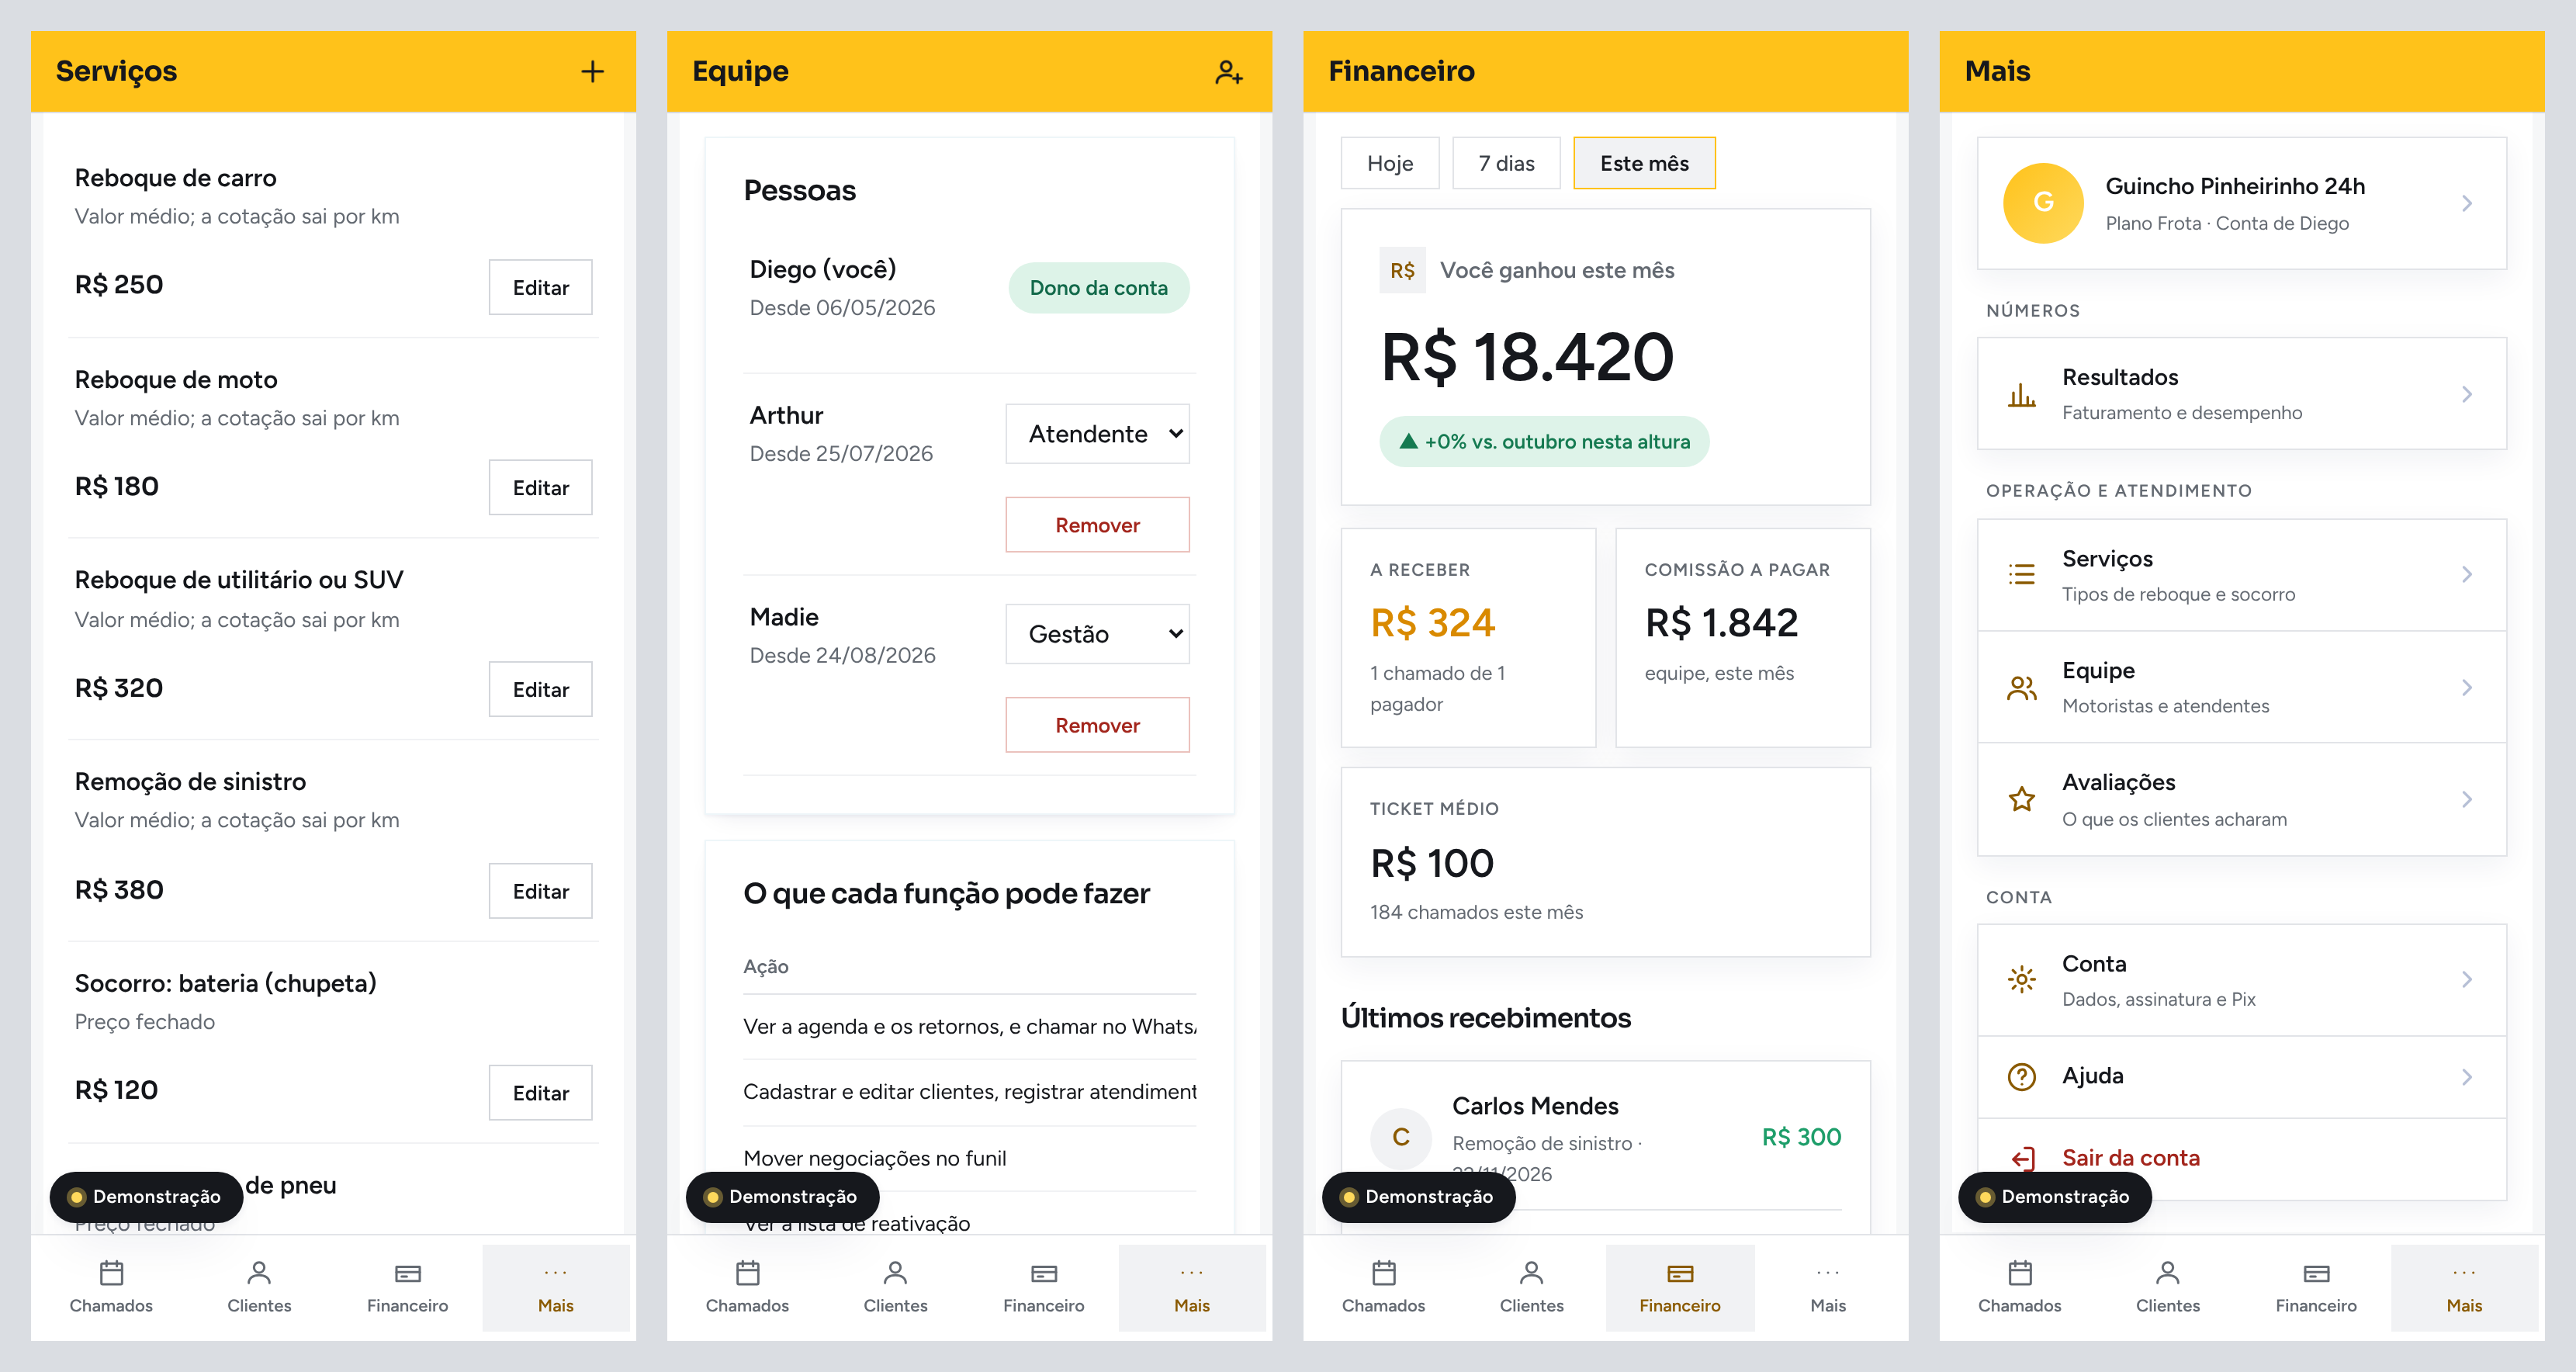 Serviços
Reboque de carro
Valor médio; a cotação sai por km
R$ 250
Editar
Reboque de moto
Valor médio; a cotação sai por km
R$ 180
Editar
Reboque de utilitário ou SUV
Valor médio; a cotação sai por km
R$ 320
Editar
Remoção de sinistro
Valor médio; a cotação sai por km
R$ 380
Editar
Socorro: bateria (chupeta)
Preço fechado
R$ 120
Editar
de pneu
Preço fechado
Demonstração
Chamados
Clientes
Financeiro
Mais
Equipe
Pessoas
Diego (você)
Desde 06/05/2026
Dono da conta
Arthur
Desde 25/07/2026
Atendente
Remover
Madie
Desde 24/08/2026
Gestão
Remover
O que cada função pode fazer
Ação
Ver a agenda e os retornos, e chamar no Whats
Cadastrar e editar clientes, registrar atendiment
Mover negociações no funil
Ver a lista de reativação
Demonstração
Chamados
Clientes
Financeiro
Mais
Financeiro
Hoje
7 dias
Este mês
R$ Você ganhou este mês
R$ 18.420
▲ +0% vs. outubro nesta altura
A RECEBER
R$ 324
1 chamado de 1
pagador
COMISSÃO A PAGAR
R$ 1.842
equipe, este mês
TICKET MÉDIO
R$ 100
184 chamados este mês
Últimos recebimentos
C
Carlos Mendes
Remoção de sinistro ·
/2026
R$ 300
Demonstração
Chamados
Clientes
Financeiro
Mais
Mais
G
Guincho Pinheirinho 24h
Plano Frota · Conta de Diego
NÚMEROS
Resultados
Faturamento e desempenho
OPERAÇÃO E ATENDIMENTO
Serviços
Tipos de reboque e socorro
Equipe
Motoristas e atendentes
Avaliações
O que os clientes acharam
CONTA
Conta
Dados, assinatura e Pix
Ajuda
Sair da conta
Demonstração
Chamados
Clientes
Financeiro
Mais